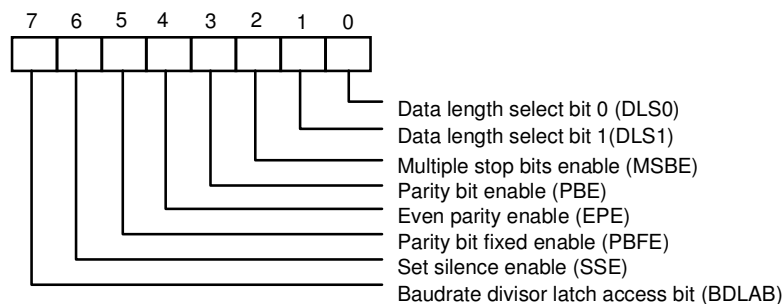 7 6 5 4 3 2 1 0
Data length select bit 0 (DLS0)
Data length select bit 1(DLS1)
Multiple stop bits enable (MSBE)
Parity bit enable (PBE)
Even parity enable (EPE)
Parity bit fixed enable (PBFE)
Set silence enable (SSE)
Baudrate divisor latch access bit (BDLAB)